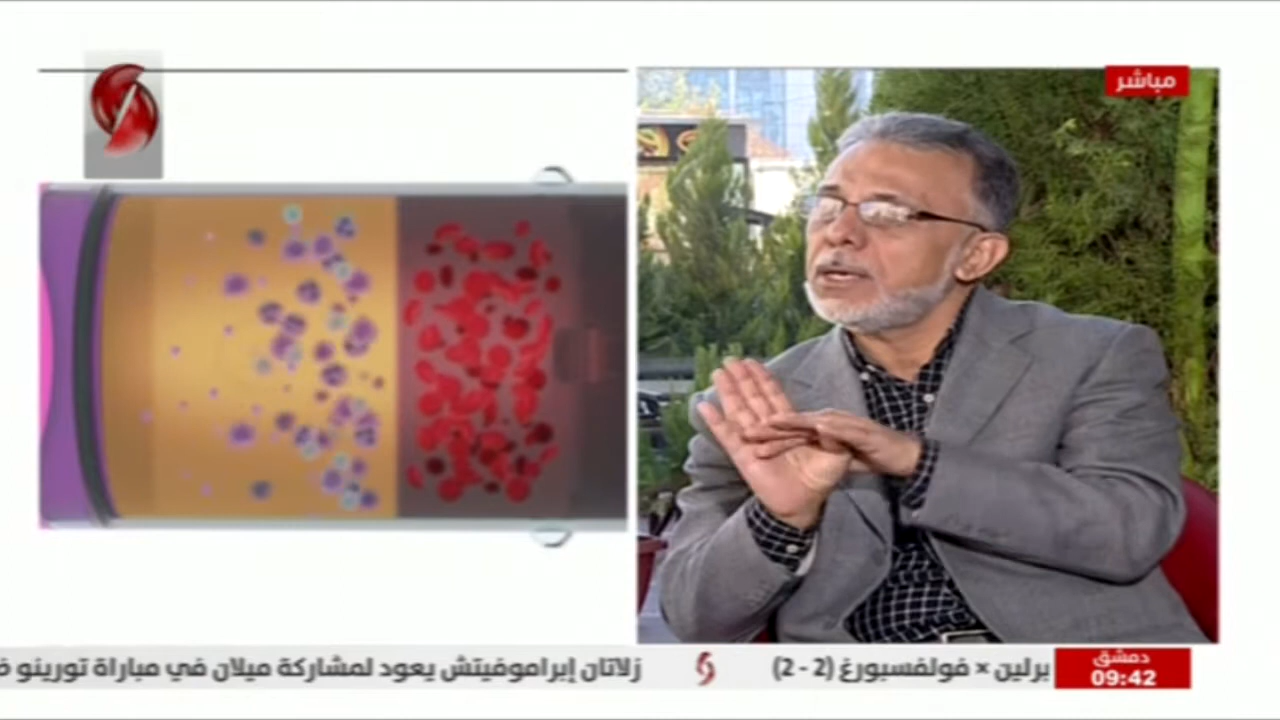 مباشر
دمشق
09:42
برلين × فولفسبورغ (2 - 2)
زلاتان إبراموفيتش يعود لمشاركة ميلان في مباراة تورينو